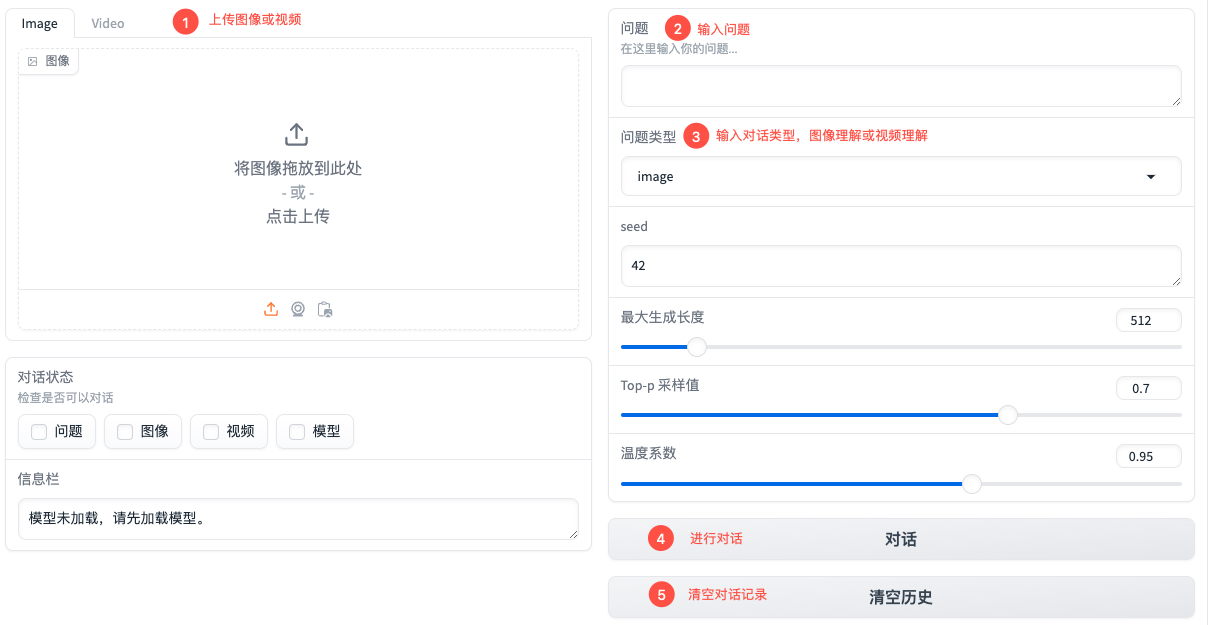 Image
Video
1 上传图像或视频
图像
将图像拖放到此处
- 或 -
点击上传
对话状态
检查是否可以对话
问题
图像
视频
模型
信息栏
模型未加载，请先加载模型。
问题
2 输入问题
在这里输入你的问题...
问题类型
3 输入对话类型，图像理解或视频理解
image
seed
42
最大生成长度
512
Top-p 采样值
0.7
温度系数
0.95
4 进行对话
对话
5 清空对话记录
清空历史